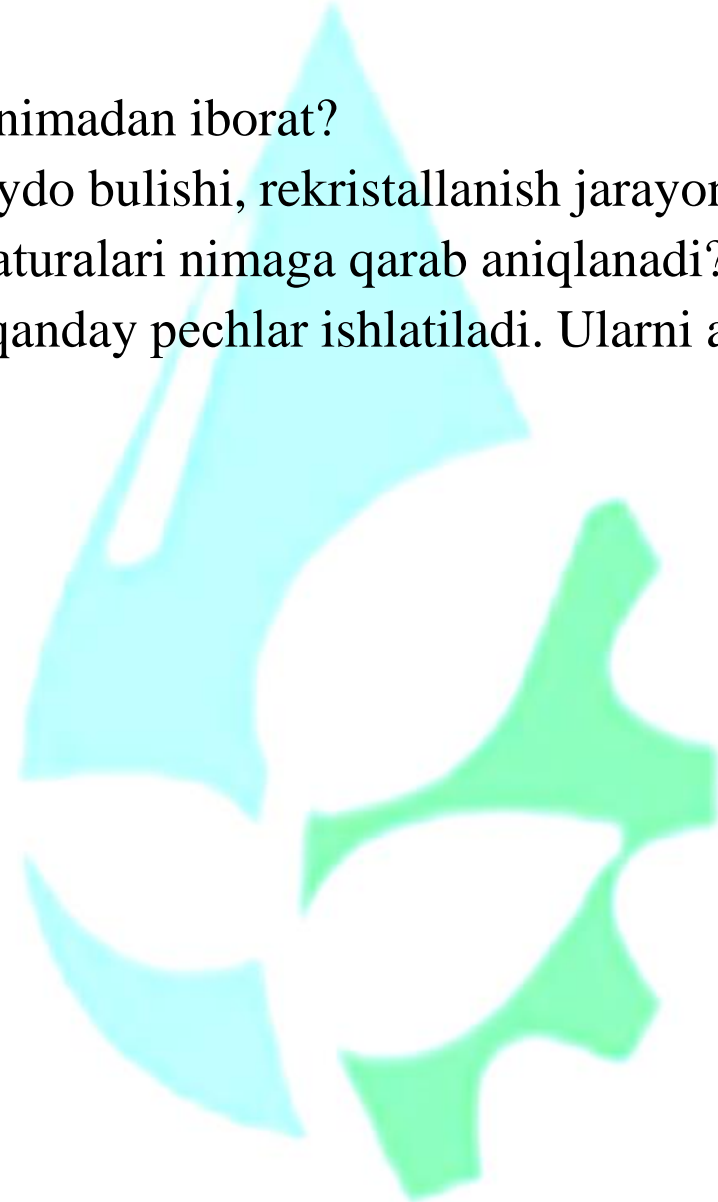 nimadan iborat?
ydo bulishi, rekristallanish jarayon
aturalari nimaga qarab aniqlanadi?
qanday pechlar ishlatiladi. Ularni a